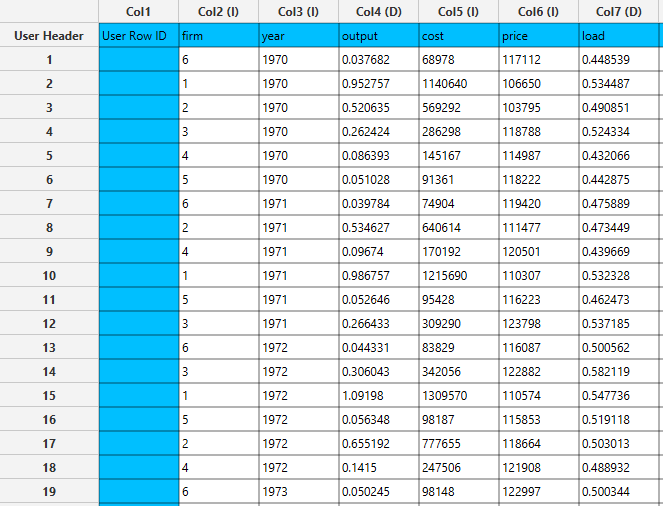 Col1 Col2 (I) Col3 (I) Col4 (D) Col5 (I) Col6 (I) Col7 (D)
User Header User Row ID firm year output cost price load
1 6 1970 0.037682 68978 117112 0.448539
2 1 1970 0.952757 1140640 106650 0.534487
3 2 1970 0.520635 569292 103795 0.490851
4 3 1970 0.262424 286298 118788 0.524334
5 4 1970 0.086393 145167 114987 0.432066
6 5 1970 0.051028 91361 118222 0.442875
7 6 1971 0.039784 74904 119420 0.475889
8 2 1971 0.534627 640614 111477 0.473449
9 4 1971 0.09674 170192 120501 0.439669
10 1 1971 0.986757 1215690 110307 0.532328
11 5 1971 0.052646 95428 116223 0.462473
12 3 1971 0.266433 309290 123798 0.537185
13 6 1972 0.044331 83829 116087 0.500562
14 3 1972 0.306043 342056 122882 0.582119
15 1 1972 1.09198 1309570 110574 0.547736
16 5 1972 0.056348 98187 115853 0.519118
17 2 1972 0.655192 777655 118664 0.503013
18 4 1972 0.1415 247506 121908 0.488932
19 6 1973 0.050245 98148 122997 0.500344